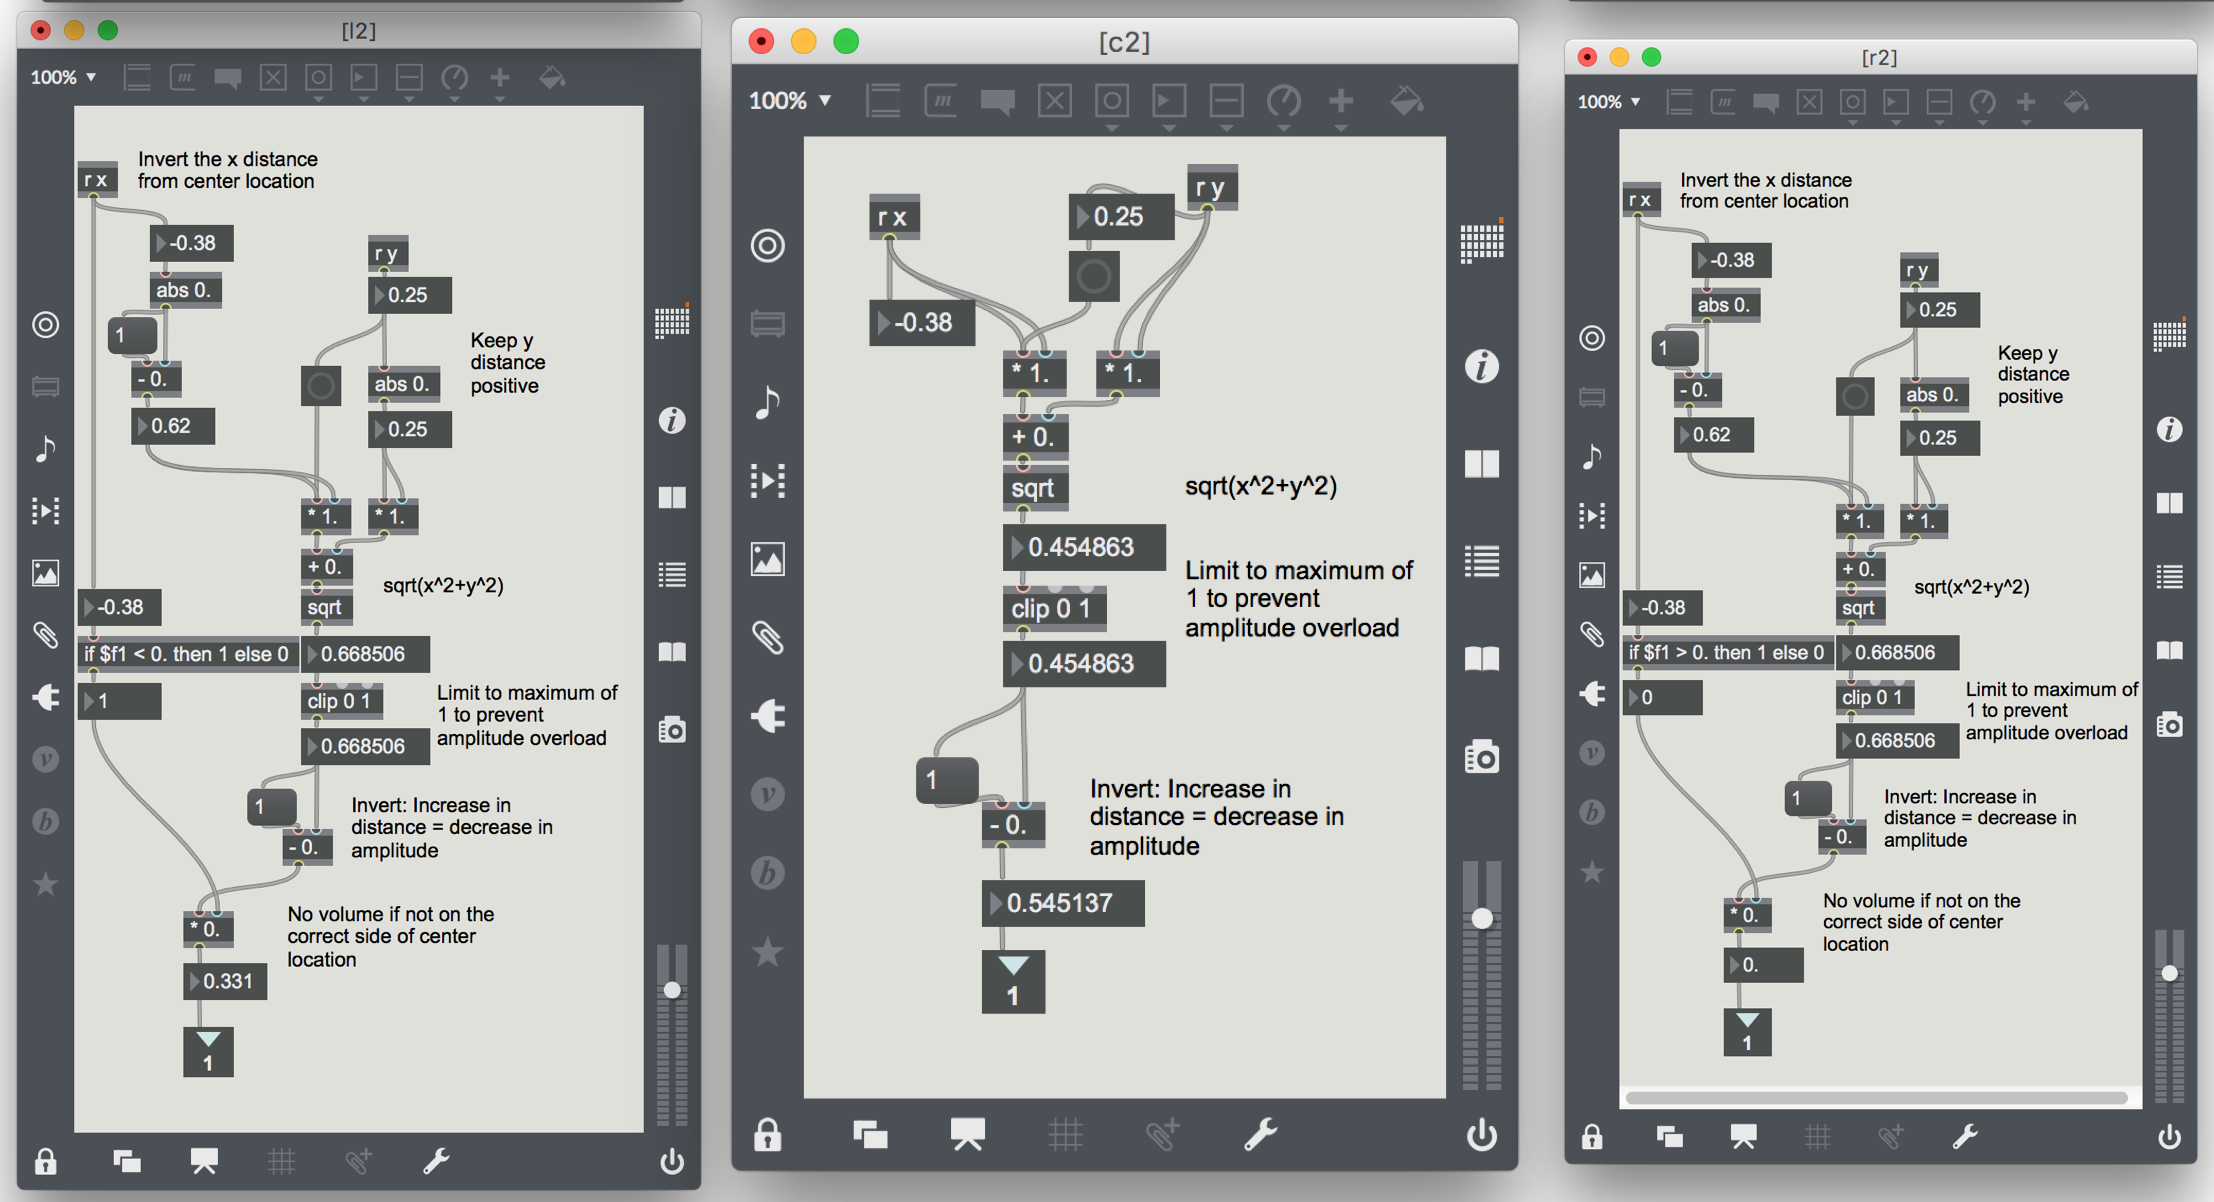 [l2]
100%
Invert the x distance
from center location
r x
-0.38
r y
abs 0.
0.25
1
Keep y
distance
positive
- 0.
abs 0.
0.62
0.25
* 1.
* 1.
+ 0.
sqrt(x^2+y^2)
-0.38
sqrt
if $f1 < 0. then 1 else 0
0.668506
1
clip 0 1
Limit to maximum of
1 to prevent
amplitude overload
0.668506
1
Invert: Increase in
distance = decrease in
amplitude
- 0.
No volume if not on the
correct side of center
location
* 0.
0.331
1
[c2]
100%
r y
r x
0.25
-0.38
* 1.
* 1.
+ 0.
sqrt
sqrt(x^2+y^2)
0.454863
Limit to maximum of
1 to prevent
amplitude overload
clip 0 1
0.454863
1
Invert: Increase in
distance = decrease in
amplitude
- 0.
0.545137
1
[r2]
100%
Invert the x distance
from center location
r x
-0.38
r y
abs 0.
0.25
1
Keep y
distance
positive
- 0.
abs 0.
0.62
0.25
* 1.
* 1.
+ 0.
sqrt(x^2+y^2)
-0.38
sqrt
if $f1 > 0. then 1 else 0
0.668506
0
clip 0 1
Limit to maximum of
1 to prevent
amplitude overload
0.668506
1
Invert: Increase in
distance = decrease in
amplitude
- 0.
No volume if not on the
correct side of center
location
* 0.
0.
1